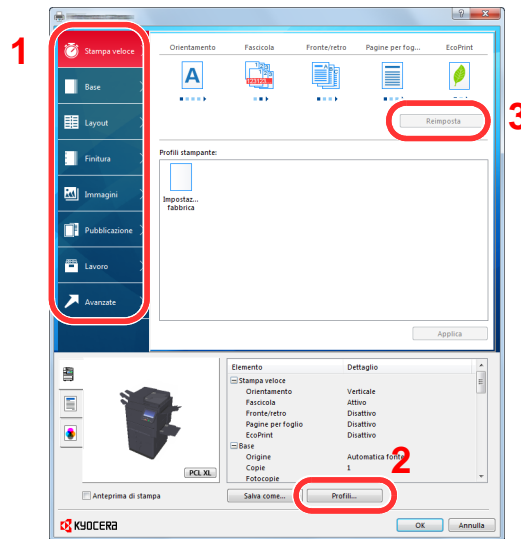 1
Stampa veloce
Base
Layout
Finitura
Immagini
Pubblicazione
Lavoro
Avanzate
Orientamento Fascicola Fronte/retro Pagine per fog... EcoPrint
A
123123...
Reimposta
3
Profili stampante:
Impostaz...
fabbrica
Applica
Elemento Dettaglio
Stampa veloce
Orientamento Verticale
Fascicola Attivo
Fronte/retro Disattivo
Pagine per foglio Disattivo
EcoPrint Disattivo
Base
Origine Automatica fonte
Copie 1
Fotocopie
2
PCL XL
Anteprima di stampa
Salva come... Profili...
KYOCERA
OK Annulla